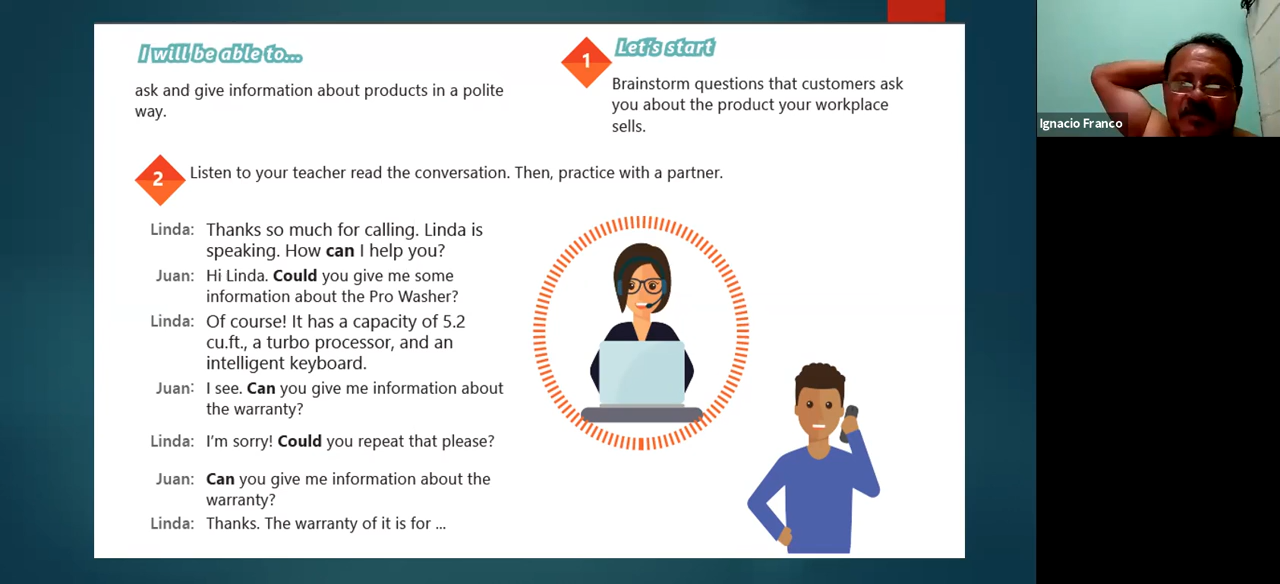 I will be able to...
ask and give information about products in a polite
way.
1
Let's start
Brainstorm questions that customers ask
you about the product your workplace
sells.
2
Listen to your teacher read the conversation. Then, practice with a partner.
Linda: Thanks so much for calling. Linda is
speaking. How can I help you?
Juan: Hi Linda. Could you give me some
information about the Pro Washer?
Linda: Of course! It has a capacity of 5.2
cu.ft., a turbo processor, and an
intelligent keyboard.
Juan: I see. Can you give me information about
the warranty?
Linda: I'm sorry! Could you repeat that please?
Juan: Can you give me information about the
warranty?
Linda: Thanks. The warranty of it is for ...
Ignacio Franco